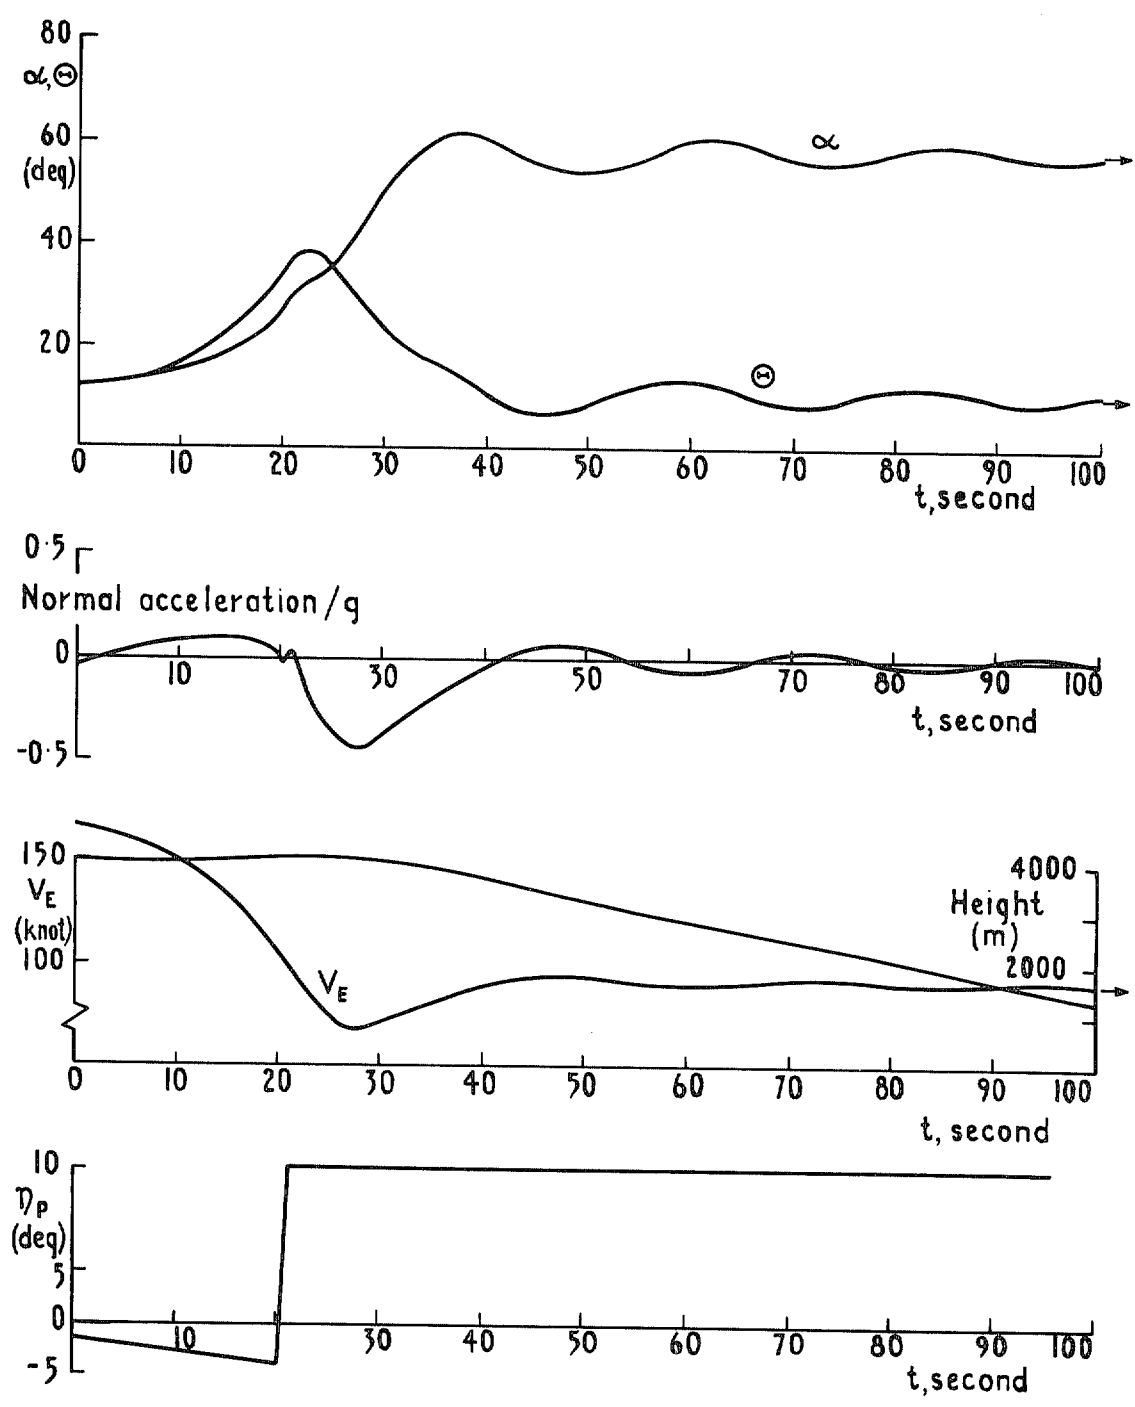 80
α, Θ
60
(deg)
α
40
20
Θ
0 10 20 30 40 50 60 70 80 90 100
t, second
0·5
Normal acceleration/g
0
10 30 50 70 80 90 100
t, second
-0·5
150
4000
V_E
Height
(knot)
(m)
100
2000
V_E
0 10 20 30 40 50 60 70 80 90 100
t, second
10
η_P
(deg)
5
0
10 30 40 50 60 70 80 90 100
-5
t, second